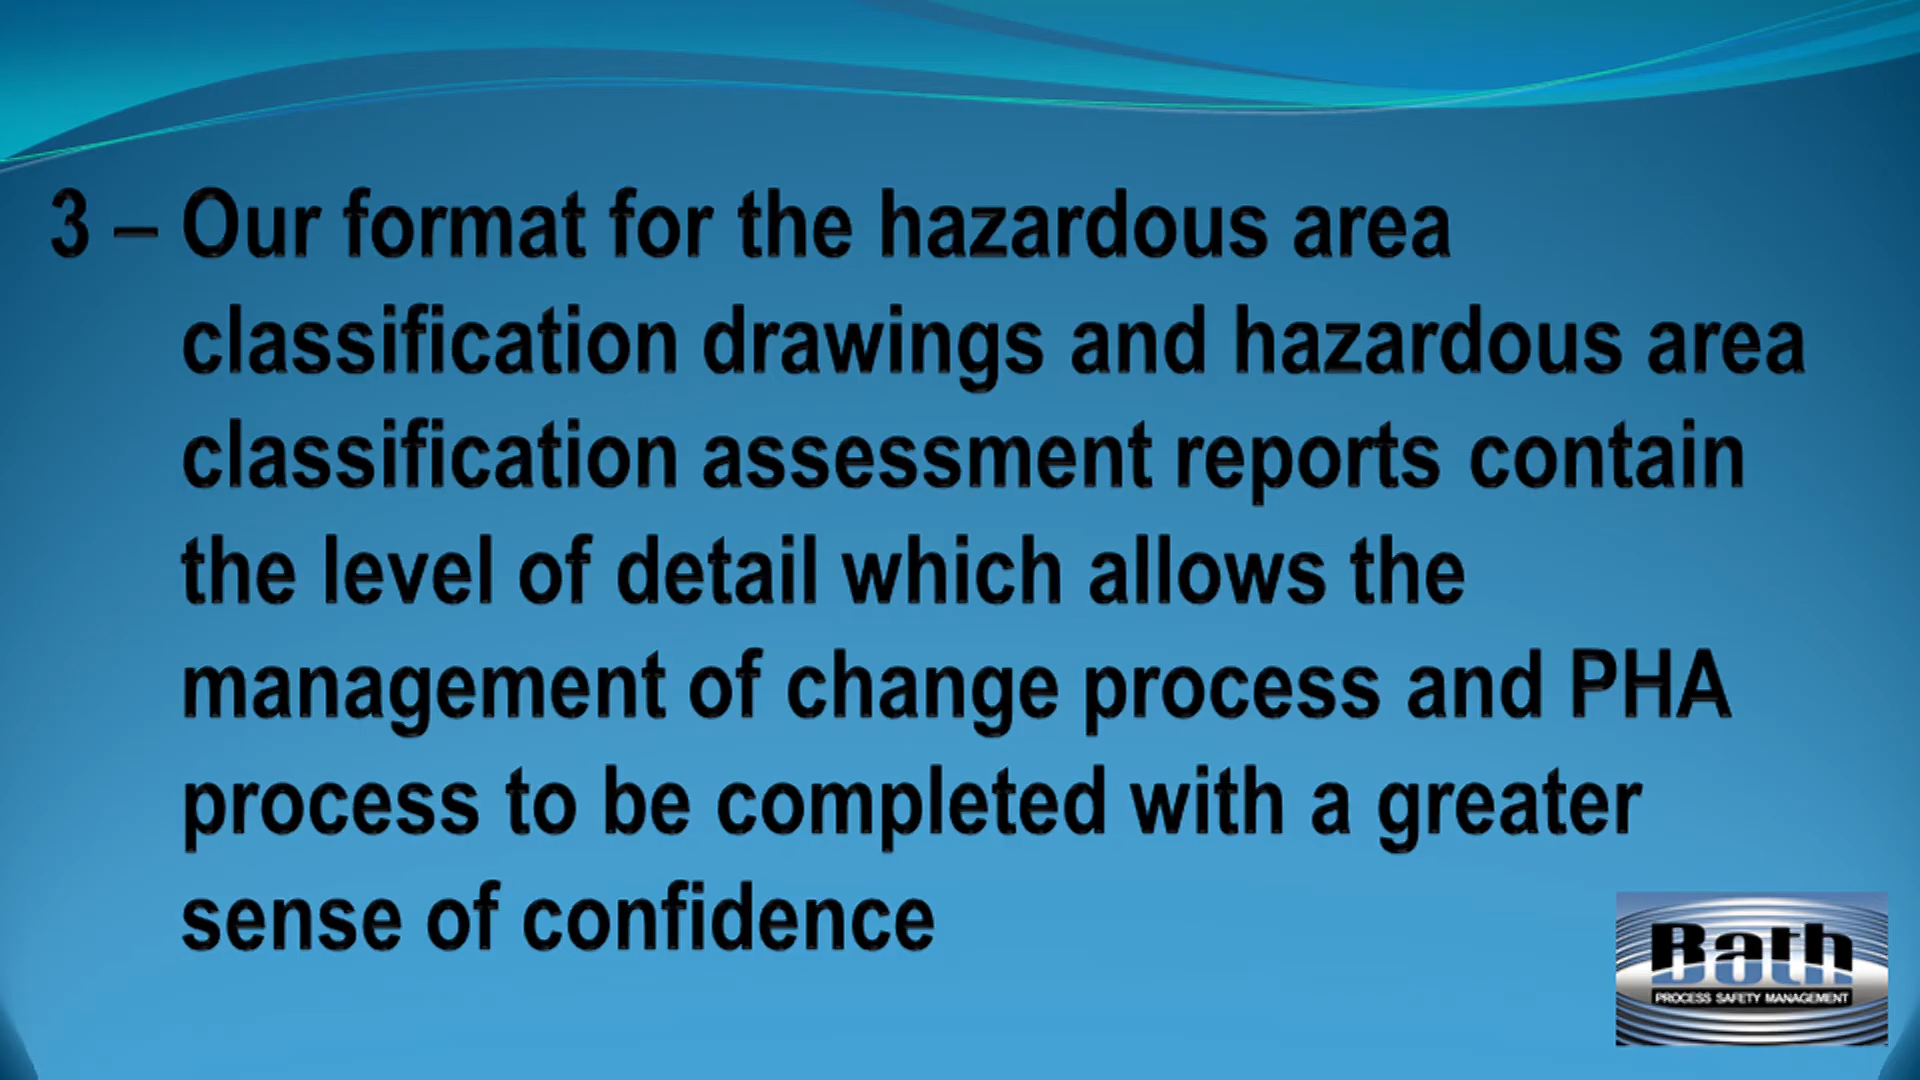 3 – Our format for the hazardous area
classification drawings and hazardous area
classification assessment reports contain
the level of detail which allows the
management of change process and PHA
process to be completed with a greater
sense of confidence
Bath
PROCESS SAFETY MANAGEMENT